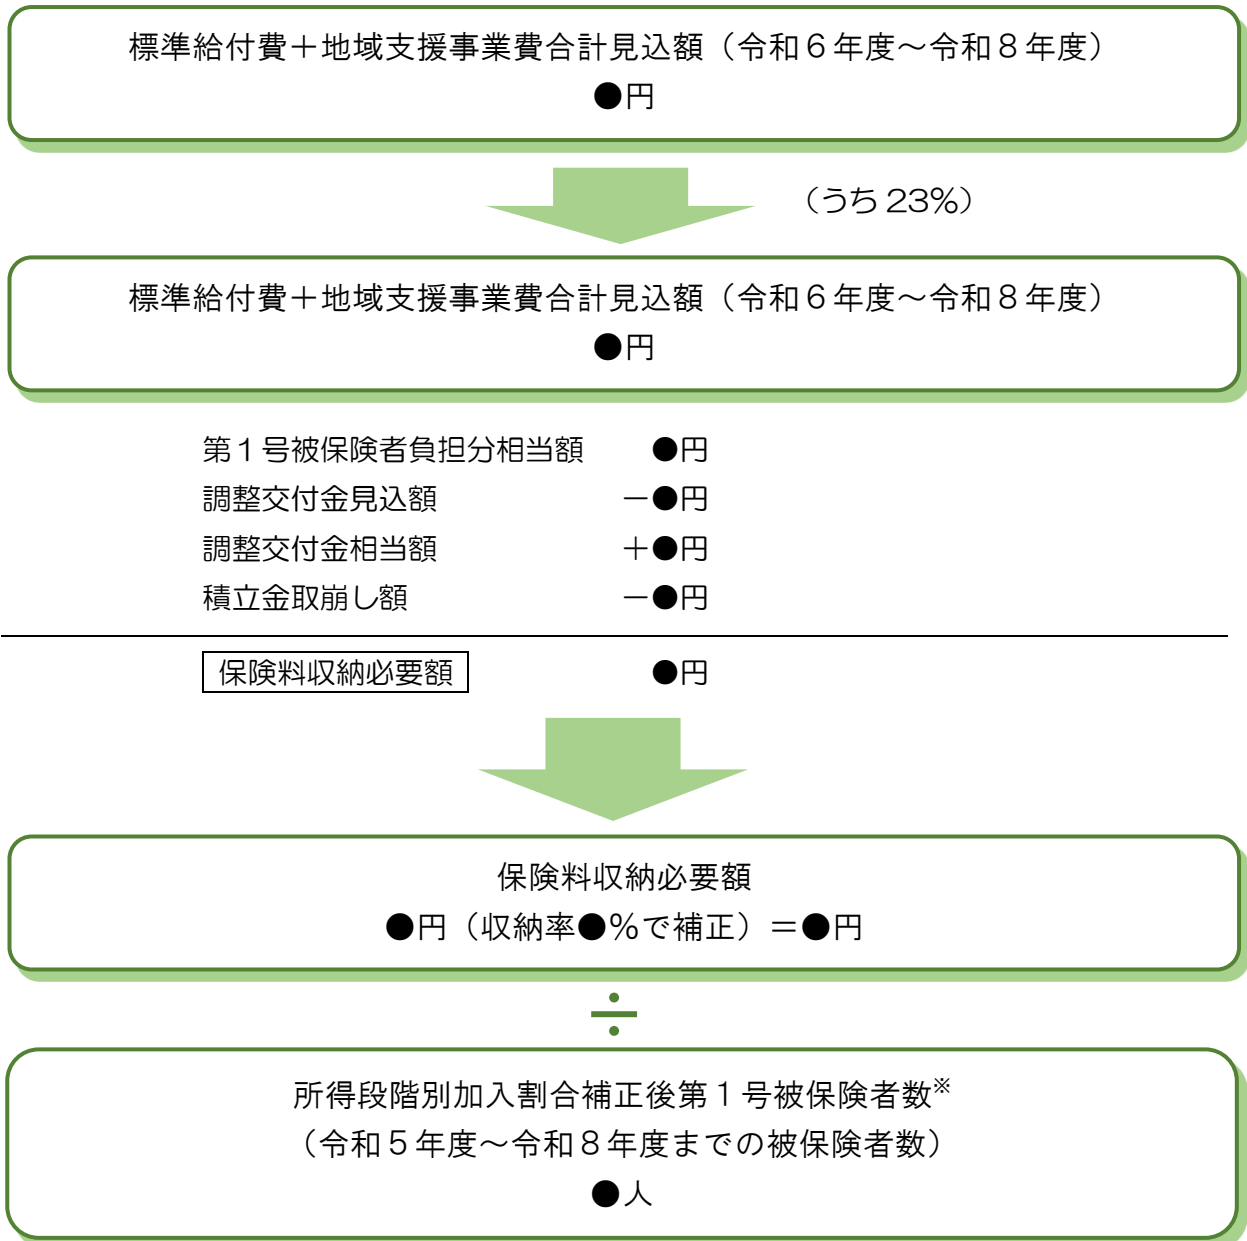 標準給付費＋地域支援事業費合計見込額（令和６年度～令和８年度）
●円
（うち 23%）
標準給付費＋地域支援事業費合計見込額（令和６年度～令和８年度）
●円
第１号被保険者負担分相当額 ●円
調整交付金見込額 －●円
調整交付金相当額 ＋●円
積立金取崩し額 －●円
保険料収納必要額 ●円
保険料収納必要額
●円（収納率●％で補正）＝●円
÷
所得段階別加入割合補正後第１号被保険者数※
（令和５年度～令和８年度までの被保険者数）
●人